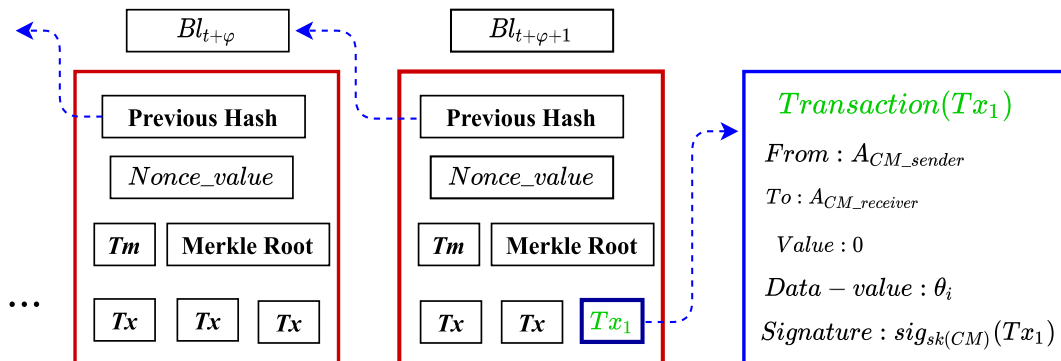 Bl_{t+φ}
Previous Hash
Nonce_value
Tm Merkle Root
Tx Tx Tx
...
Bl_{t+φ+1}
Previous Hash
Nonce_value
Tm Merkle Root
Tx Tx Tx_1
Transaction(Tx_1)
From : A_{CM_sender}
To : A_{CM_receiver}
Value : 0
Data − value : θ_i
Signature : sig_{sk(CM)}(Tx_1)